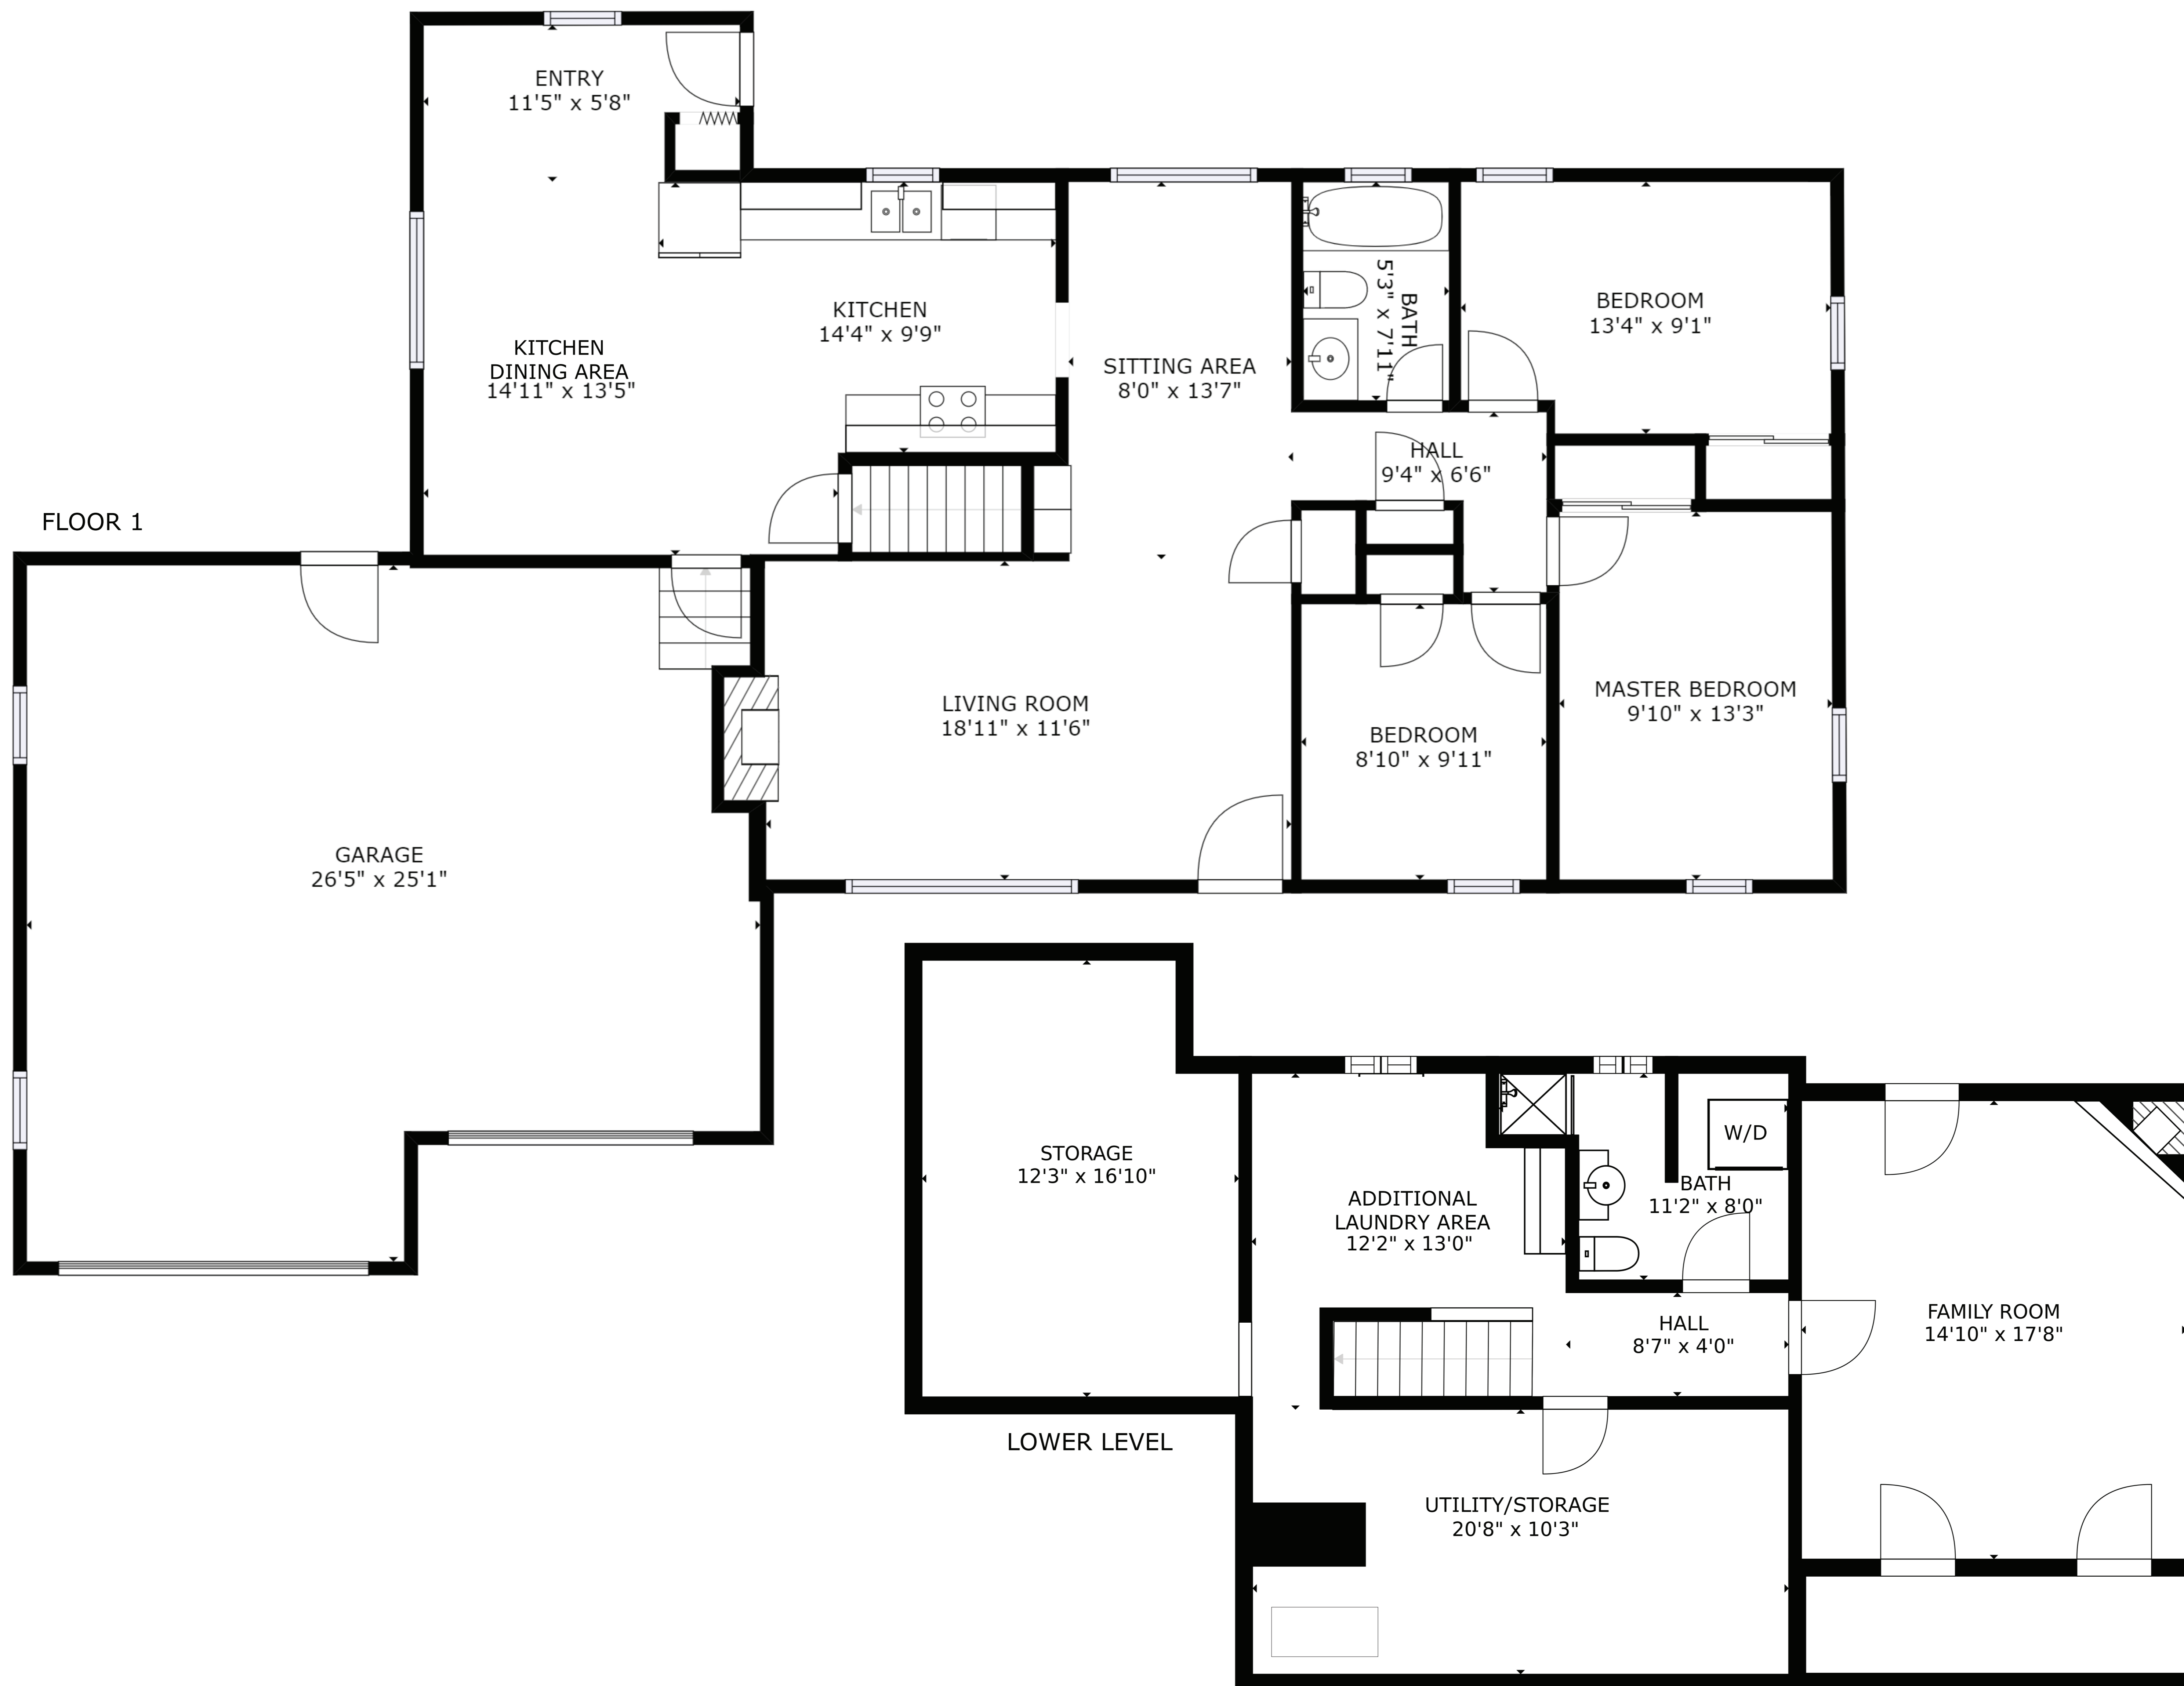 ENTRY
11'5" x 5'8"
KITCHEN
14'4" x 9'9"
KITCHEN
DINING AREA
14'11" x 13'5"
SITTING AREA
8'0" x 13'7"
BATH
5'3" x 7'11"
BEDROOM
13'4" x 9'1"
HALL
9'4" x 6'6"
FLOOR 1
LIVING ROOM
18'11" x 11'6"
BEDROOM
8'10" x 9'11"
MASTER BEDROOM
9'10" x 13'3"
GARAGE
26'5" x 25'1"
STORAGE
12'3" x 16'10"
ADDITIONAL
LAUNDRY AREA
12'2" x 13'0"
W/D
BATH
11'2" x 8'0"
HALL
8'7" x 4'0"
FAMILY ROOM
14'10" x 17'8"
LOWER LEVEL
UTILITY/STORAGE
20'8" x 10'3"